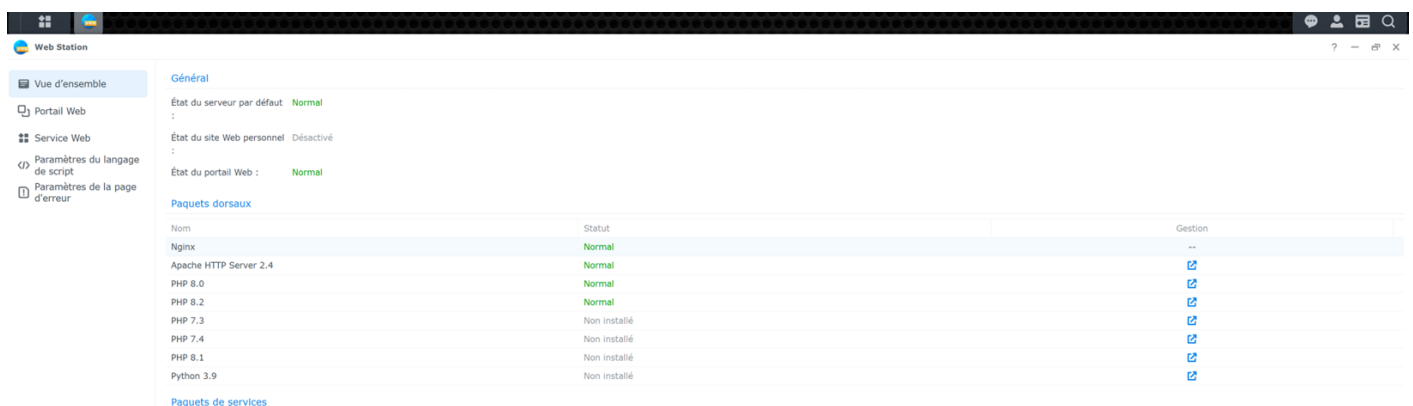 Web Station
Vue d'ensemble
Portail Web
Service Web
Paramètres du langage
de script
Paramètres de la page
d'erreur
Général
État du serveur par défaut Normal
:
État du site Web personnel Désactivé
:
État du portail Web : Normal
Paquets dorsaux
Nom Statut Gestion
Nginx Normal --
Apache HTTP Server 2.4 Normal
PHP 8.0 Normal
PHP 8.2 Normal
PHP 7.3 Non installé
PHP 7.4 Non installé
PHP 8.1 Non installé
Python 3.9 Non installé
Paquets de services